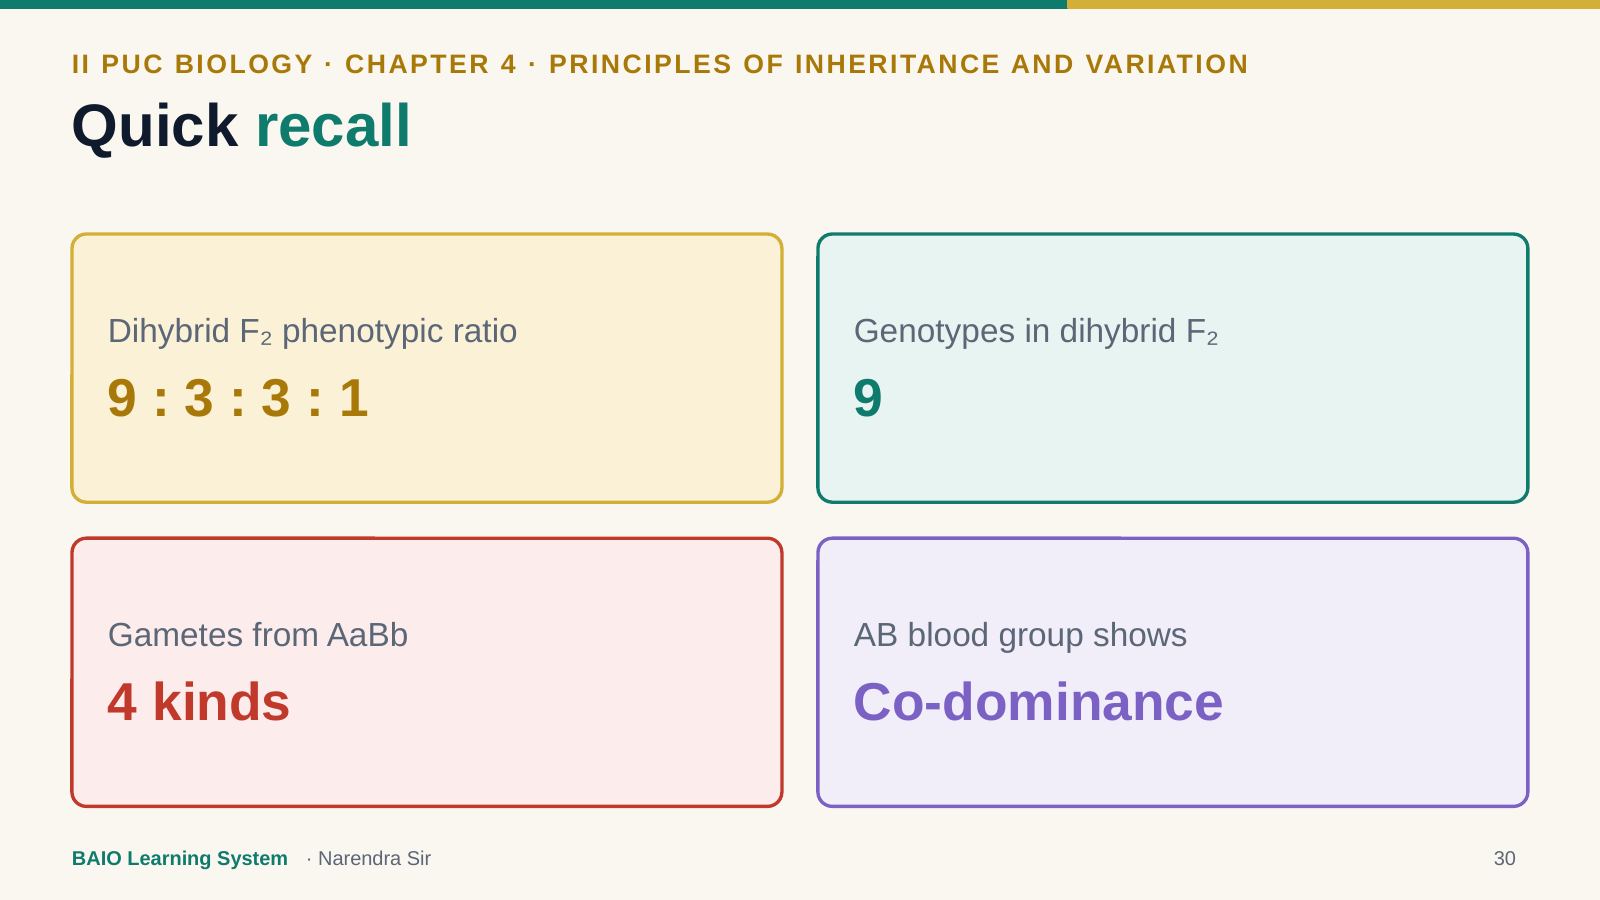 II PUC BIOLOGY · CHAPTER 4 · PRINCIPLES OF INHERITANCE AND VARIATION
Quick recall
Dihybrid F₂ phenotypic ratio
9 : 3 : 3 : 1
Genotypes in dihybrid F₂
9
Gametes from AaBb
4 kinds
AB blood group shows
Co-dominance
BAIO Learning System · Narendra Sir
30